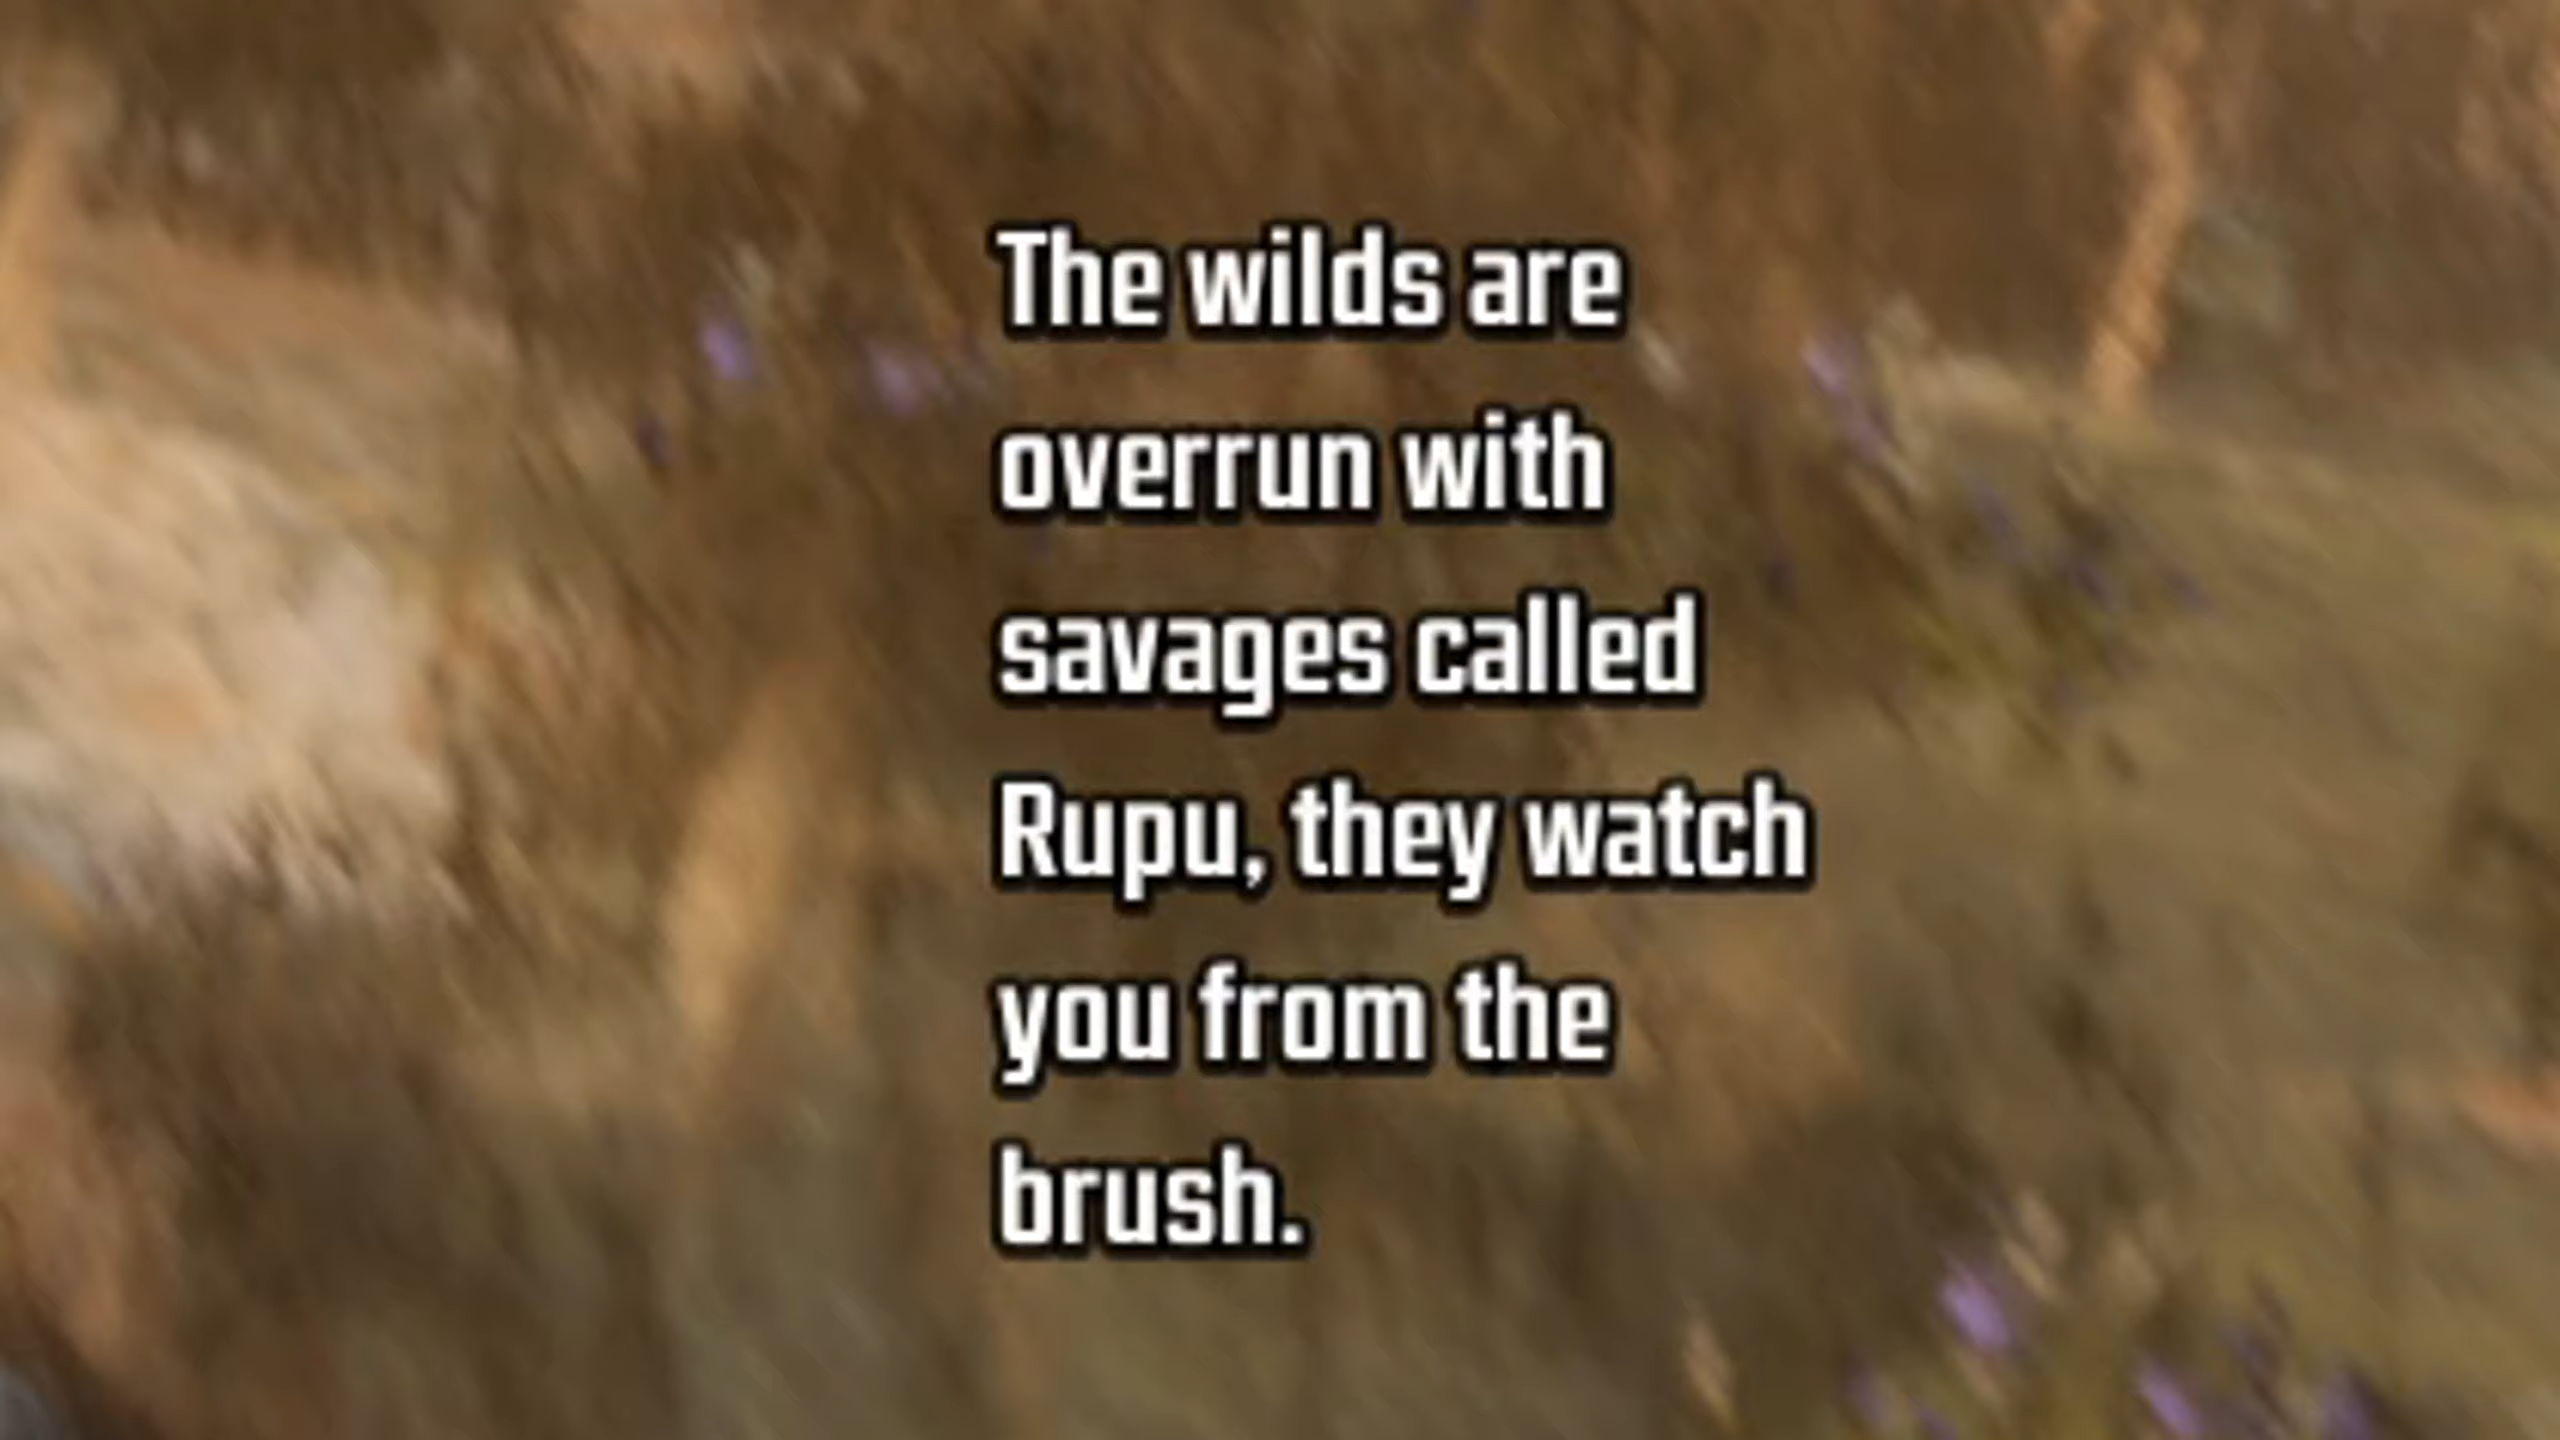 The wilds are
overrun with
savages called
Rupu, they watch
you from the
brush.